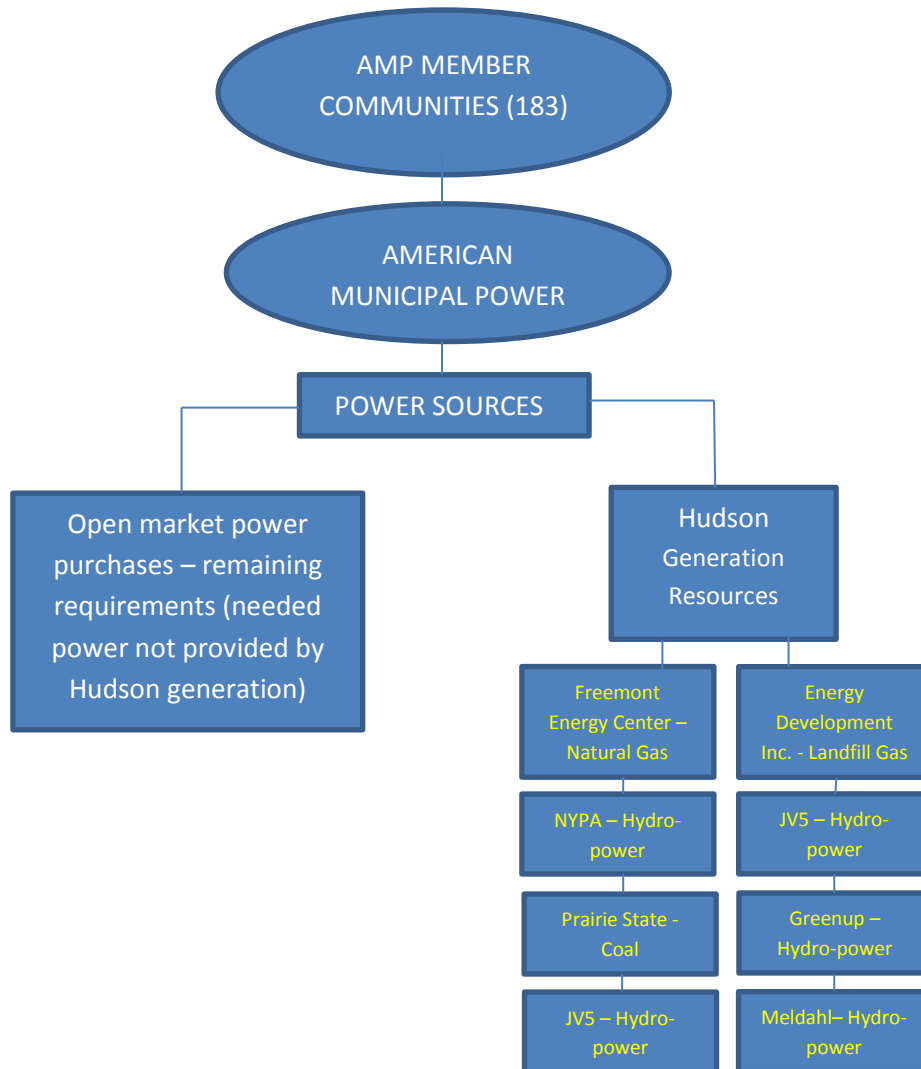 AMP MEMBER
COMMUNITIES (183)
AMERICAN
MUNICIPAL POWER
POWER SOURCES
Open market power
purchases – remaining
requirements (needed
power not provided by
Hudson generation)
Hudson
Generation
Resources
Freemont
Energy Center –
Natural Gas
Energy
Development
Inc. - Landfill Gas
NYPA – Hydro-
power
JV5 – Hydro-
power
Prairie State -
Coal
Greenup –
Hydro-power
JV5 – Hydro-
power
Meldahl– Hydro-
power